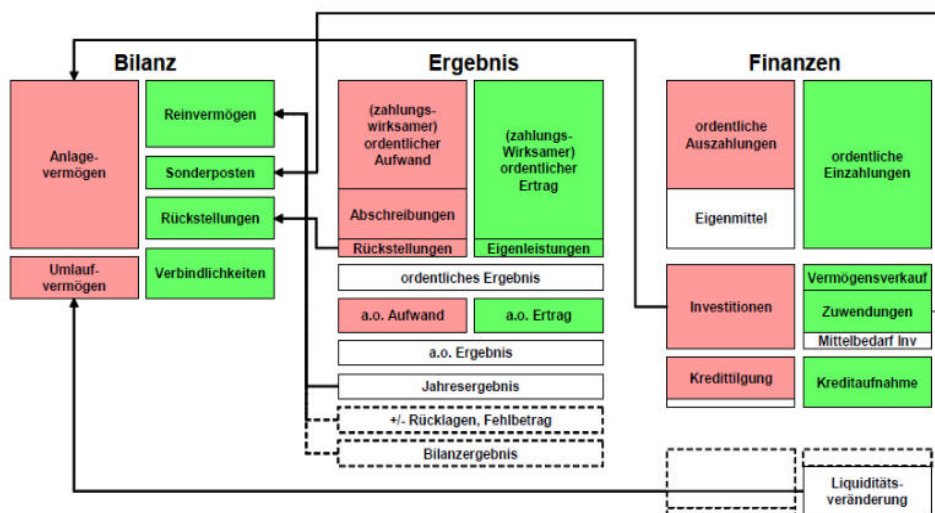 Bilanz
Ergebnis
Finanzen
Anlage-
vermögen
Umlauf-
vermögen
Reinvermögen
Sonderposten
Rückstellungen
Verbindlichkeiten
(zahlungs-
wirksamer)
ordentlicher
Aufwand
Abschreibungen
Rückstellungen
(zahlungs-
Wirksamer)
ordentlicher
Ertrag
Eigenleistungen
ordentliches Ergebnis
a.o. Aufwand
a.o. Ertrag
a.o. Ergebnis
Jahresergebnis
+/- Rücklagen, Fehlbetrag
Bilanzergebnis
ordentliche
Auszahlungen
Eigenmittel
ordentliche
Einzahlungen
Investitionen
Vermögensverkauf
Zuwendungen
Mittelbedarf Inv
Kredittilgung
Kreditaufnahme
Liquiditäts-
veränderung